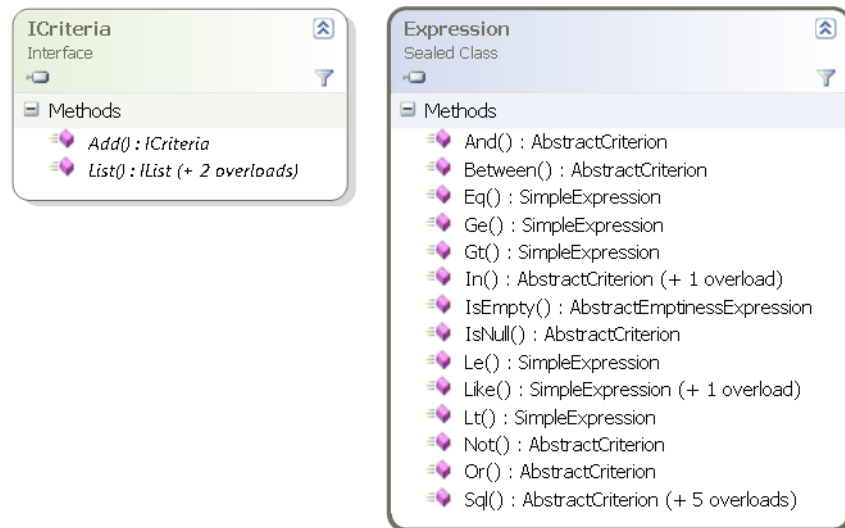 ICriteria
Interface
Methods
Add() : ICriteria
List() : IList (+ 2 overloads)
Expression
Sealed Class
Methods
And() : AbstractCriterion
Between() : AbstractCriterion
Eq() : SimpleExpression
Ge() : SimpleExpression
Gt() : SimpleExpression
In() : AbstractCriterion (+ 1 overload)
IsEmpty() : AbstractEmptinessExpression
IsNull() : AbstractCriterion
Le() : SimpleExpression
Like() : SimpleExpression (+ 1 overload)
Lt() : SimpleExpression
Not() : AbstractCriterion
Or() : AbstractCriterion
Sql() : AbstractCriterion (+ 5 overloads)